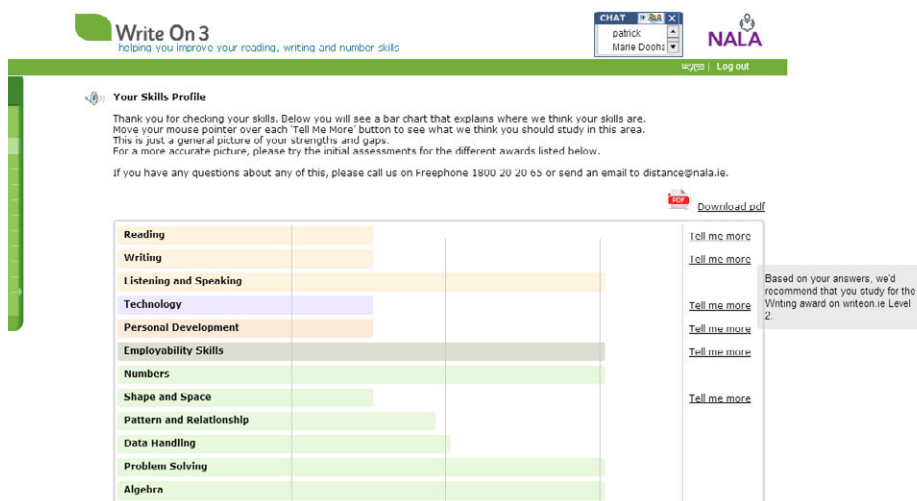 Write On 3
helping you improve your reading, writing and number skills
CHAT
patrick
Marie Dooha
NALA
| Log out
Your Skills Profile
Thank you for checking your skills. Below you will see a bar chart that explains where we think your skills are.
Move your mouse pointer over each 'Tell Me More' button to see what we think you should study in this area.
This is just a general picture of your strengths and gaps.
For a more accurate picture, please try the initial assessments for the different awards listed below.
If you have any questions about any of this, please call us on Freephone 1800 20 20 65 or send an email to distance@nala.ie.
PDF
Download pdf
Reading Tell me more
Writing Tell me more
Listening and Speaking
Technology Tell me more
Personal Development Tell me more
Employability Skills Tell me more
Numbers
Shape and Space Tell me more
Pattern and Relationship
Data Handling
Problem Solving
Algebra
Based on your answers, we'd
recommend that you study for the
Writing award on writeon.ie Level
2.